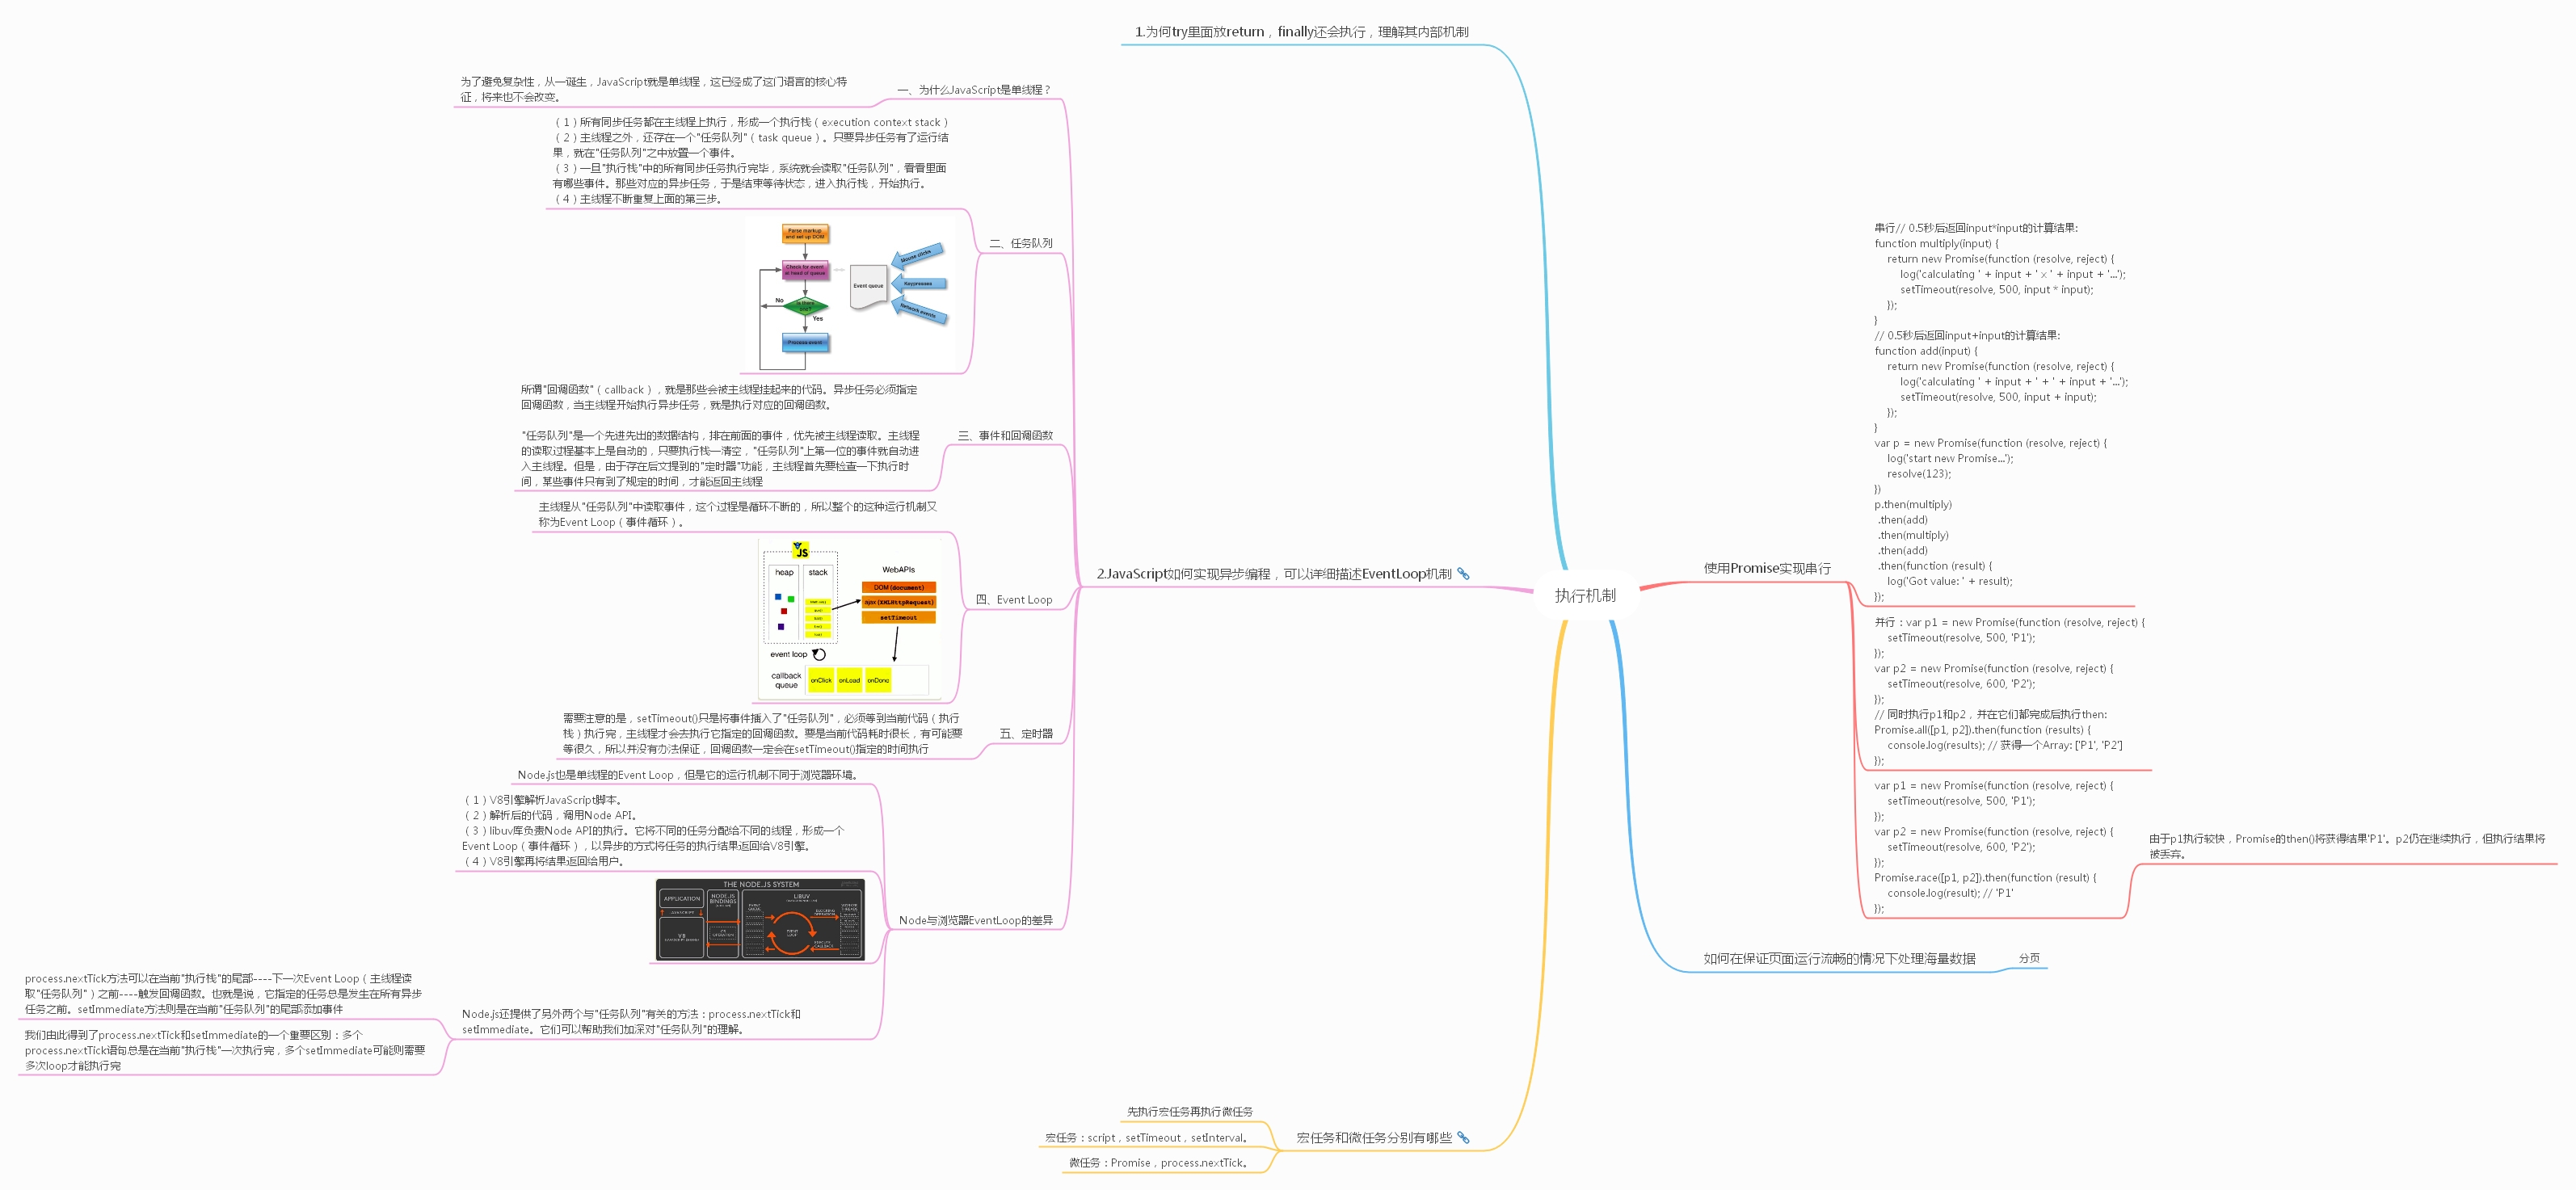 执行机制
1.为何try里面放return，finally还会执行，理解其内部机制
2.JavaScript如何实现异步编程，可以详细描述EventLoop机制
一、为什么JavaScript是单线程？
为了避免复杂性，从一诞生，JavaScript就是单线程，这已经成了这门语言的核心特
征，将来也不会改变。
二、任务队列
（1）所有同步任务都在主线程上执行，形成一个执行栈（execution context stack）
（2）主线程之外，还存在一个"任务队列"（task queue）。只要异步任务有了运行结
果，就在"任务队列"之中放置一个事件。
（3）一旦"执行栈"中的所有同步任务执行完毕，系统就会读取"任务队列"，看看里面
有哪些事件。那些对应的异步任务，于是结束等待状态，进入执行栈，开始执行。
（4）主线程不断重复上面的第三步。
Parse markup
and set up DOM
Check for event
at head of queue
No
Is there
one?
Yes
Process event
Event queue
Mouse clicks
Keypresses
Network events
三、事件和回调函数
所谓"回调函数"（callback），就是那些会被主线程挂起来的代码。异步任务必须指定
回调函数，当主线程开始执行异步任务，就是执行对应的回调函数。
"任务队列"是一个先进先出的数据结构，排在前面的事件，优先被主线程读取。主线程
的读取过程基本上是自动的，只要执行栈一清空，"任务队列"上第一位的事件就自动进
入主线程。但是，由于存在后文提到的"定时器"功能，主线程首先要检查一下执行时
间，某些事件只有到了规定的时间，才能返回主线程
四、Event Loop
主线程从"任务队列"中读取事件，这个过程是循环不断的，所以整个的这种运行机制又
称为Event Loop（事件循环）。
JS
heap
stack
WebAPIs
DOM (document)
ajax (XMLHttpRequest)
setTimeout
event loop
callback
queue
onClick
onLoad
onDone
五、定时器
需要注意的是，setTimeout()只是将事件插入了"任务队列"，必须等到当前代码（执行
栈）执行完，主线程才会去执行它指定的回调函数。要是当前代码耗时很长，有可能要
等很久，所以并没有办法保证，回调函数一定会在setTimeout()指定的时间执行
Node与浏览器EventLoop的差异
Node.js也是单线程的Event Loop，但是它的运行机制不同于浏览器环境。
（1）V8引擎解析JavaScript脚本。
（2）解析后的代码，调用Node API。
（3）libuv库负责Node API的执行。它将不同的任务分配给不同的线程，形成一个
Event Loop（事件循环），以异步的方式将任务的执行结果返回给V8引擎。
（4）V8引擎再将结果返回给用户。
THE NODE.JS SYSTEM
APPLICATION
JAVASCRIPT
V8
NODE.JS
BINDINGS
LIBUV
EVENT
QUEUE
EVENT
LOOP
BLOCKING
OPERATION
EXECUTE
CALLBACK
WORKER
THREADS
Node.js还提供了另外两个与"任务队列"有关的方法：process.nextTick和
setImmediate。它们可以帮助我们加深对"任务队列"的理解。
process.nextTick方法可以在当前"执行栈"的尾部----下一次Event Loop（主线程读
取"任务队列"）之前----触发回调函数。也就是说，它指定的任务总是发生在所有异步
任务之前。setImmediate方法则是在当前"任务队列"的尾部添加事件
我们由此得到了process.nextTick和setImmediate的一个重要区别：多个
process.nextTick语句总是在当前"执行栈"一次执行完，多个setImmediate可能则需要
多次loop才能执行完
宏任务和微任务分别有哪些
先执行宏任务再执行微任务
宏任务：script，setTimeout，setInterval。
微任务：Promise，process.nextTick。
使用Promise实现串行
串行// 0.5秒后返回input*input的计算结果:
function multiply(input) {
return new Promise(function (resolve, reject) {
log('calculating ' + input + ' x ' + input + '...');
setTimeout(resolve, 500, input * input);
});
}
// 0.5秒后返回input+input的计算结果:
function add(input) {
return new Promise(function (resolve, reject) {
log('calculating ' + input + ' + ' + input + '...');
setTimeout(resolve, 500, input + input);
});
}
var p = new Promise(function (resolve, reject) {
log('start new Promise...');
resolve(123);
})
p.then(multiply)
.then(add)
.then(multiply)
.then(add)
.then(function (result) {
log('Got value: ' + result);
});
并行：var p1 = new Promise(function (resolve, reject) {
setTimeout(resolve, 500, 'P1');
});
var p2 = new Promise(function (resolve, reject) {
setTimeout(resolve, 600, 'P2');
});
// 同时执行p1和p2，并在它们都完成后执行then:
Promise.all([p1, p2]).then(function (results) {
console.log(results); // 获得一个Array: ['P1', 'P2']
});
var p1 = new Promise(function (resolve, reject) {
setTimeout(resolve, 500, 'P1');
});
var p2 = new Promise(function (resolve, reject) {
setTimeout(resolve, 600, 'P2');
});
Promise.race([p1, p2]).then(function (result) {
console.log(result); // 'P1'
});
由于p1执行较快，Promise的then()将获得结果'P1'。p2仍在继续执行，但执行结果将
被丢弃。
如何在保证页面运行流畅的情况下处理海量数据
分页